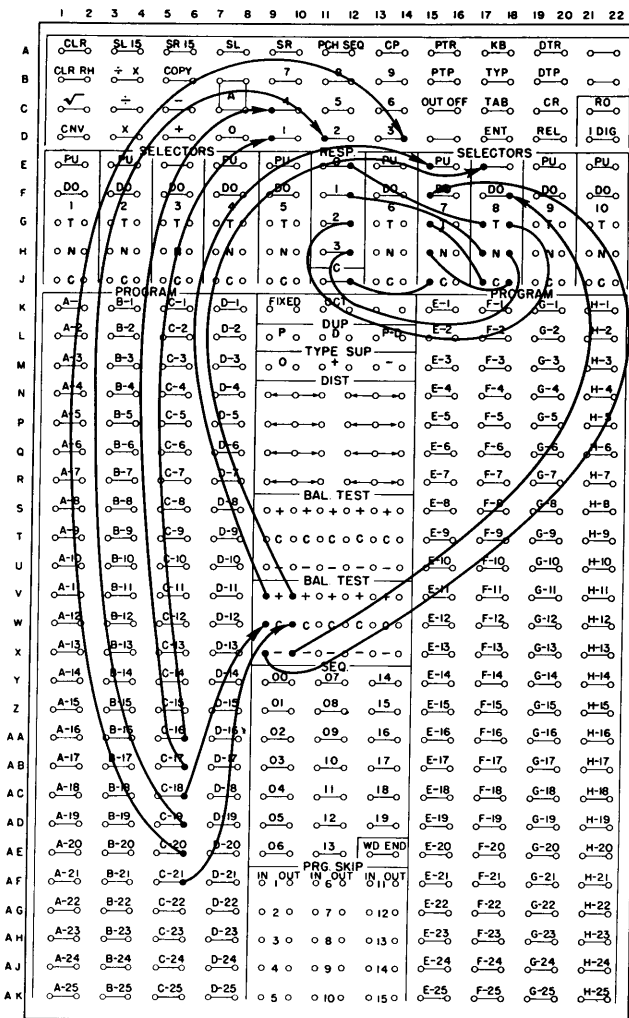 1 2 3 4 5 6 7 8 9 10 11 12 13 14 15 16 17 18 19 20 21 22
A CLR SL 15 SR 15 SL SR PCH SEQ CP PTR KB DTR
B CLR RH ÷ X COPY 7 8 9 PTP TYP DTP
C √ ÷ - A 4 5 6 OUT OFF TAB CR RO
D CNV X + 0 1 2 3 ENT REL 1 DIG
SELECTORS RESP. SELECTORS
E PU PU PU PU PU 0 PU PU PU PU PU
F DO DO DO DO DO 1 DO DO DO DO DO
1 2 3 4 5 6 7 8 9 10
G T T T T T 2 T T T T T
H N N N N N 3 N N N N N
C
J C C C C C C C C C C
PROGRAM PROGRAM
K A-1 B-1 C-1 D-1 FIXED OCT E-1 F-1 G-1 H-1
DUP
L A-2 B-2 C-2 D-2 P D P-D E-2 F-2 G-2 H-2
TYPE SUP
M A-3 B-3 C-3 D-3 0 + - E-3 F-3 G-3 H-3
DIST
N A-4 B-4 C-4 D-4 E-4 F-4 G-4 H-4
P A-5 B-5 C-5 D-5 E-5 F-5 G-5 H-5
Q A-6 B-6 C-6 D-6 E-6 F-6 G-6 H-6
R A-7 B-7 C-7 D-7 E-7 F-7 G-7 H-7
BAL. TEST
S A-8 B-8 C-8 D-8 + + + + + E-8 F-8 G-8 H-8
T A-9 B-9 C-9 D-9 C C C C C E-9 F-9 G-9 H-9
U A-10 B-10 C-10 D-10 - - - - - E-10 F-10 G-10 H-10
BAL. TEST
V A-11 B-11 C-11 D-11 + + + + + E-11 F-11 G-11 H-11
W A-12 B-12 C-12 D-12 C C C C C E-12 F-12 G-12 H-12
X A-13 B-13 C-13 D-13 - - - - - E-13 F-13 G-13 H-13
SEQ.
Y A-14 B-14 C-14 D-14 00 07 14 E-14 F-14 G-14 H-14
Z A-15 B-15 C-15 D-15 01 08 15 E-15 F-15 G-15 H-15
AA A-16 B-16 C-16 D-16 02 09 16 E-16 F-16 G-16 H-16
AB A-17 B-17 C-17 D-17 03 10 17 E-17 F-17 G-17 H-17
AC A-18 B-18 C-18 D-18 04 11 18 E-18 F-18 G-18 H-18
AD A-19 B-19 C-19 D-19 05 12 19 E-19 F-19 G-19 H-19
AE A-20 B-20 C-20 D-20 06 13 WD END E-20 F-20 G-20 H-20
PRG. SKIP
IN OUT IN OUT IN OUT
AF A-21 B-21 C-21 D-21 1 6 11 E-21 F-21 G-21 H-21
AG A-22 B-22 C-22 D-22 2 7 12 E-22 F-22 G-22 H-22
AH A-23 B-23 C-23 D-23 3 8 13 E-23 F-23 G-23 H-23
AJ A-24 B-24 C-24 D-24 4 9 14 E-24 F-24 G-24 H-24
AK A-25 B-25 C-25 D-25 5 10 15 E-25 F-25 G-25 H-25